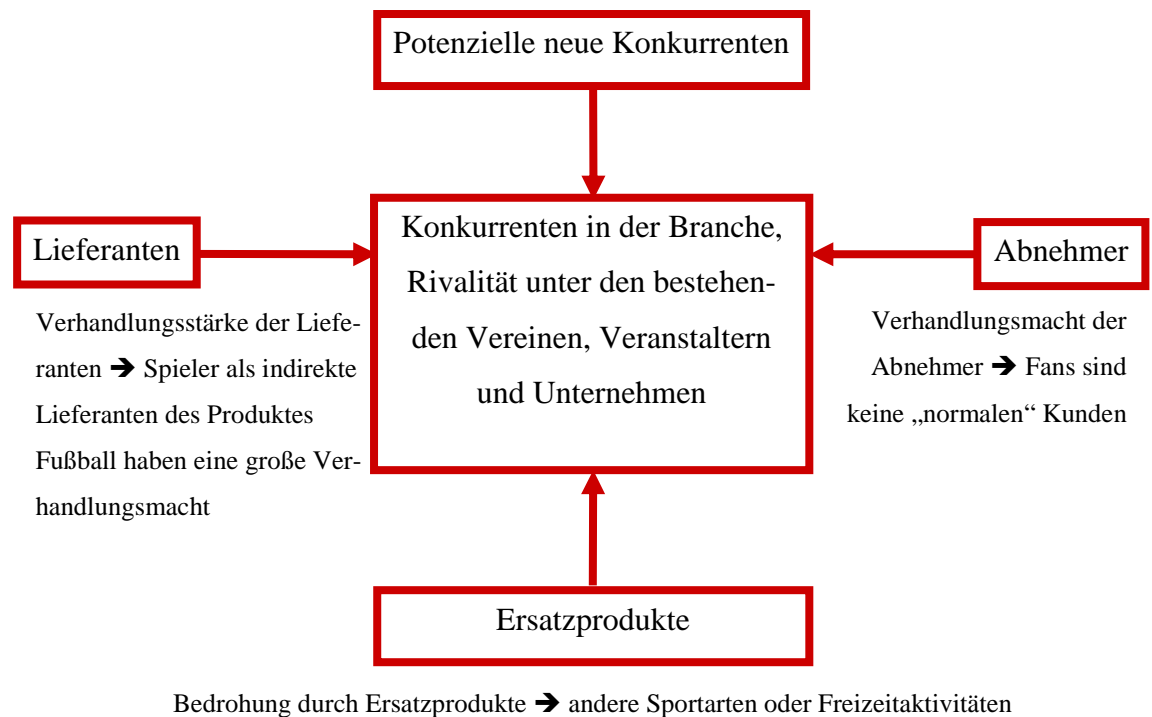 Potenzielle neue Konkurrenten
Lieferanten
Verhandlungsstärke der Liefe-
ranten ➔ Spieler als indirekte
Lieferanten des Produktes
Fußball haben eine große Ver-
handlungsmacht
Konkurrenten in der Branche,
Rivalität unter den bestehen-
den Vereinen, Veranstaltern
und Unternehmen
Abnehmer
Verhandlungsmacht der
Abnehmer ➔ Fans sind
keine „normalen“ Kunden
Ersatzprodukte
Bedrohung durch Ersatzprodukte ➔ andere Sportarten oder Freizeitaktivitäten